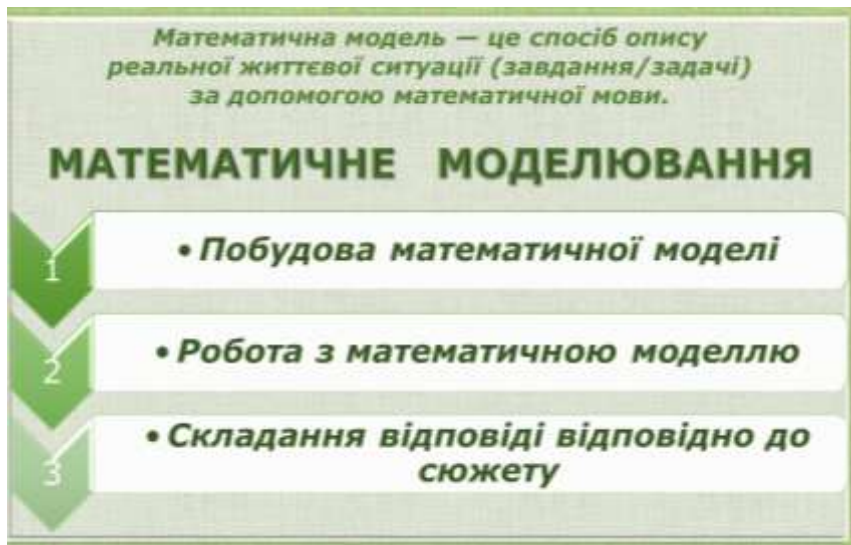 Математична модель — це спосіб опису
реальної життєвої ситуації (завдання/задачі)
за допомогою математичної мови.
МАТЕМАТИЧНЕ МОДЕЛЮВАННЯ
1
• Побудова математичної моделі
2
• Робота з математичною моделлю
3
• Складання відповіді відповідно до
сюжету